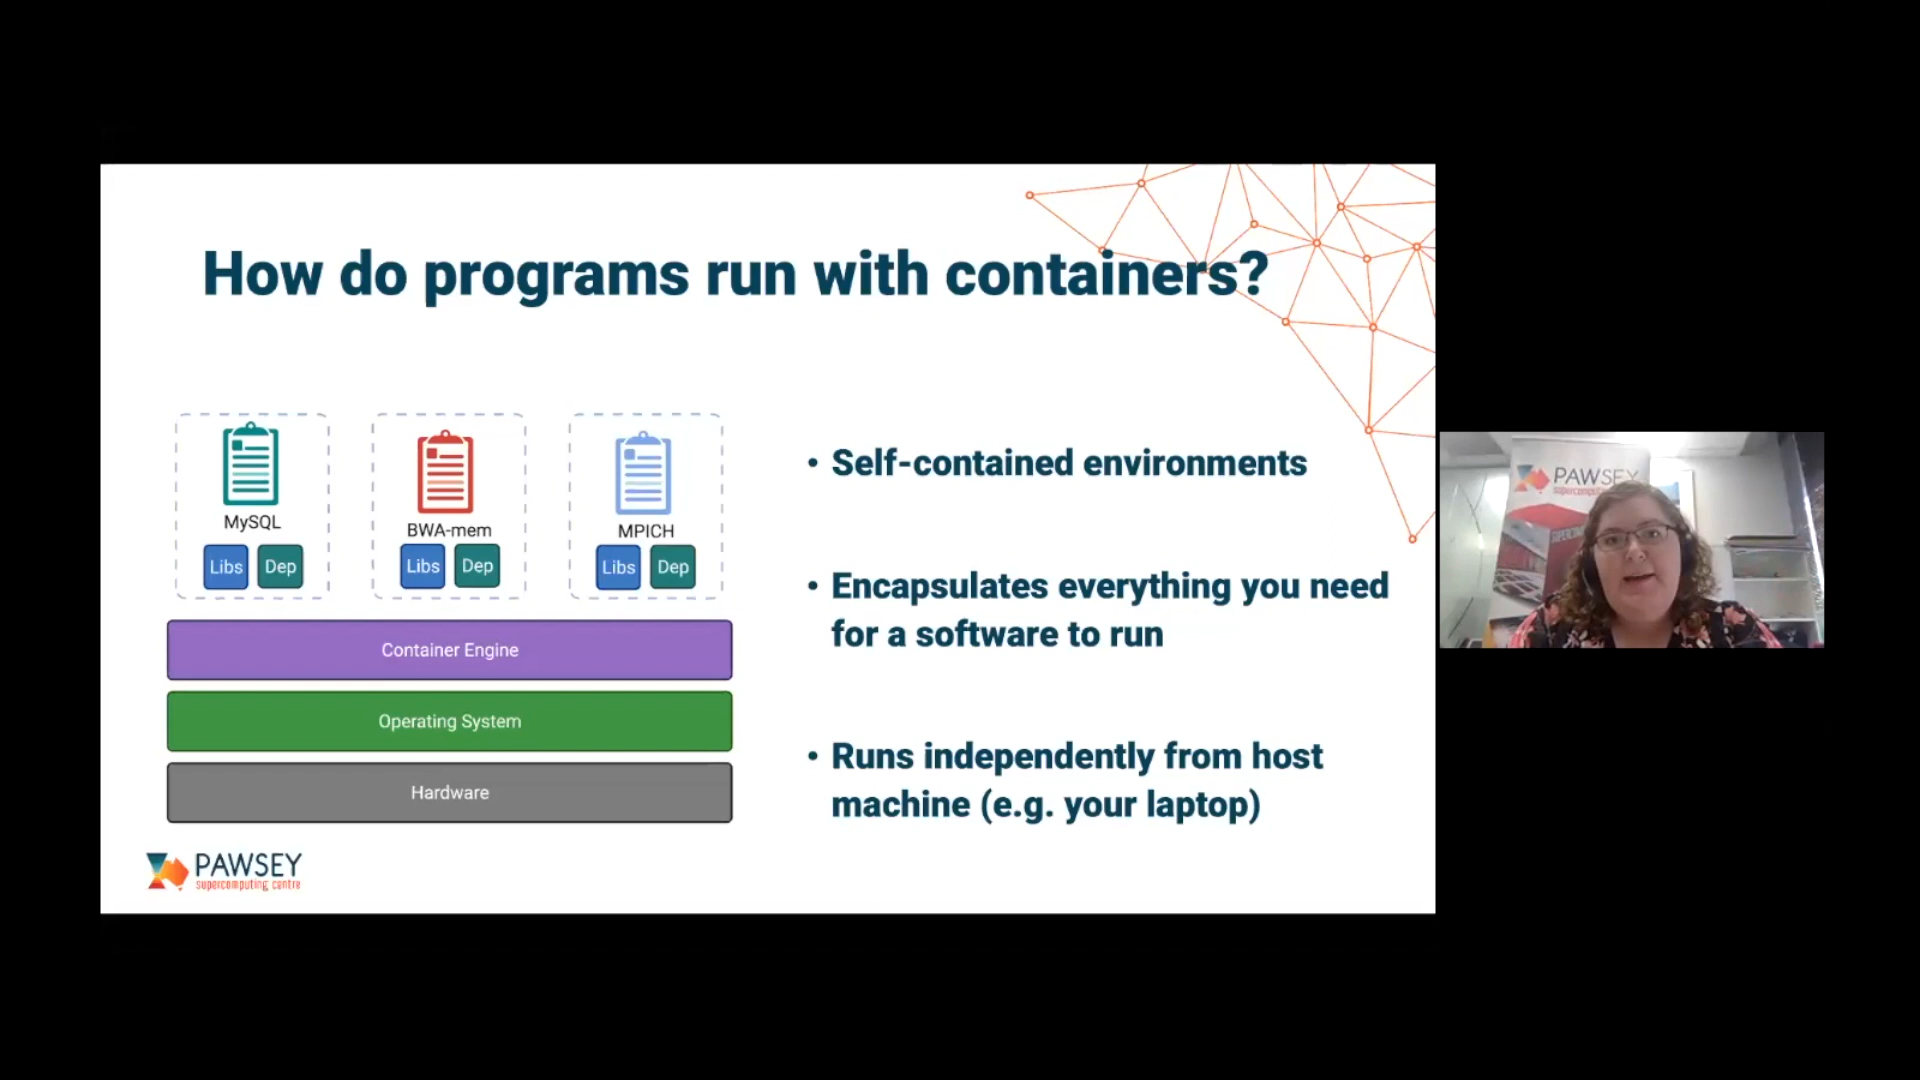 How do programs run with containers?
MySQL
Libs Dep
BWA-mem
Libs Dep
MPICH
Libs Dep
Container Engine
Operating System
Hardware
• Self-contained environments
• Encapsulates everything you need
for a software to run
• Runs independently from host
machine (e.g. your laptop)
PAWSEY
supercomputing centre
PAWSEY